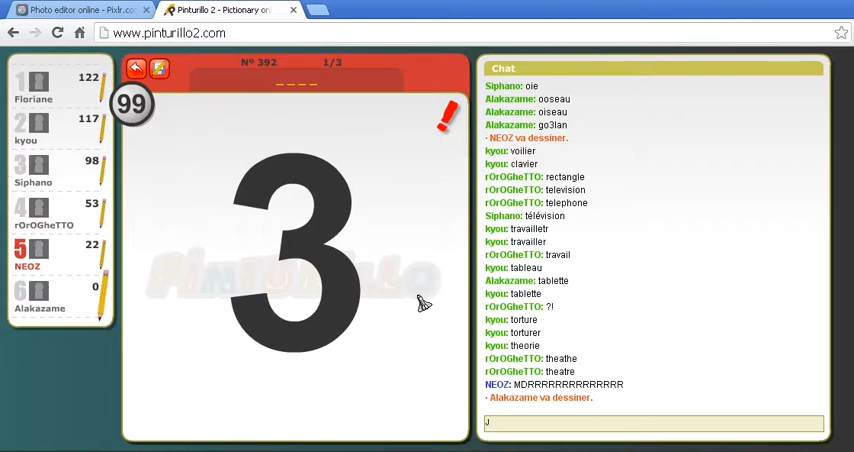 Photo editor online - Pixlr.co
Pinturillo 2 - Pictionary on
www.pinturillo2.com
1
122
Floriane
2
117
kyou
3
98
Siphano
4
53
rOrOGheTTO
5
22
NEOZ
6
0
Alakazame
99
Nº 392
1/3
_ _ _ _
!
3
PINTURILLO
Chat
Siphano: oie
Alakazame: ooseau
Alakazame: oiseau
Alakazame: go3lan
· NEOZ va dessiner.
kyou: voilier
kyou: clavier
rOrOGheTTO: rectangle
rOrOGheTTO: television
rOrOGheTTO: telephone
Siphano: télévision
kyou: travailletr
kyou: travailler
rOrOGheTTO: travail
kyou: tableau
Alakazame: tablette
kyou: tablette
rOrOGheTTO: ?!
kyou: torture
kyou: torturer
kyou: theorie
rOrOGheTTO: theathe
rOrOGheTTO: theatre
NEOZ: MDRRRRRRRRRRRRRR
· Alakazame va dessiner.
J